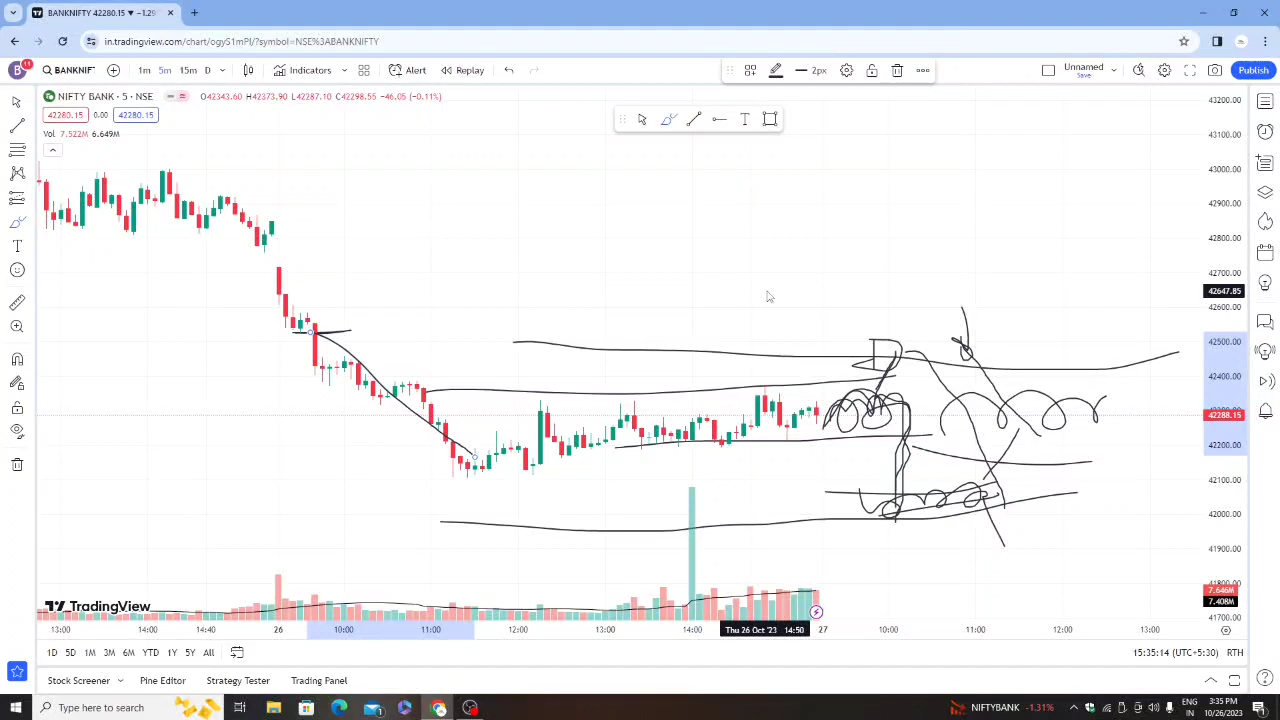 BANKNIFTY 42280.15 ▼ −1.29
in.tradingview.com/chart/ogyS1mPI/?symbol=NSE%3ABANKNIFTY
B 11 BANKNIF 1m 5m 15m D Indicators Alert Replay 2px Unnamed Save Publish
NIFTY BANK · 5 · NSE O42343.60 H42373.90 L42287.10 C42298.55 −46.05 (−0.11%)
42280.15 0.00 42280.15
Vol 7.522M 6.649M
43200.00
43100.00
43000.00
42900.00
42800.00
42700.00
42647.85
42600.00
42500.00
42400.00
42288.15
42200.00
42100.00
42000.00
41900.00
41800.00
7.646M
7.408M
41700.00
TradingView
13:00 14:00 14:40 26 10:00 11:00 12:00 13:00 14:00 Thu 26 Oct '23 14:50 27 10:00 11:00 12:00 13:00
1D 5D 1M 3M 6M YTD 1Y 5Y All 15:35:14 (UTC+5:30) RTH
Stock Screener Pine Editor Strategy Tester Trading Panel
Type here to search NIFTYBANK -1.31% ENG IN 3:35 PM 10/26/2023